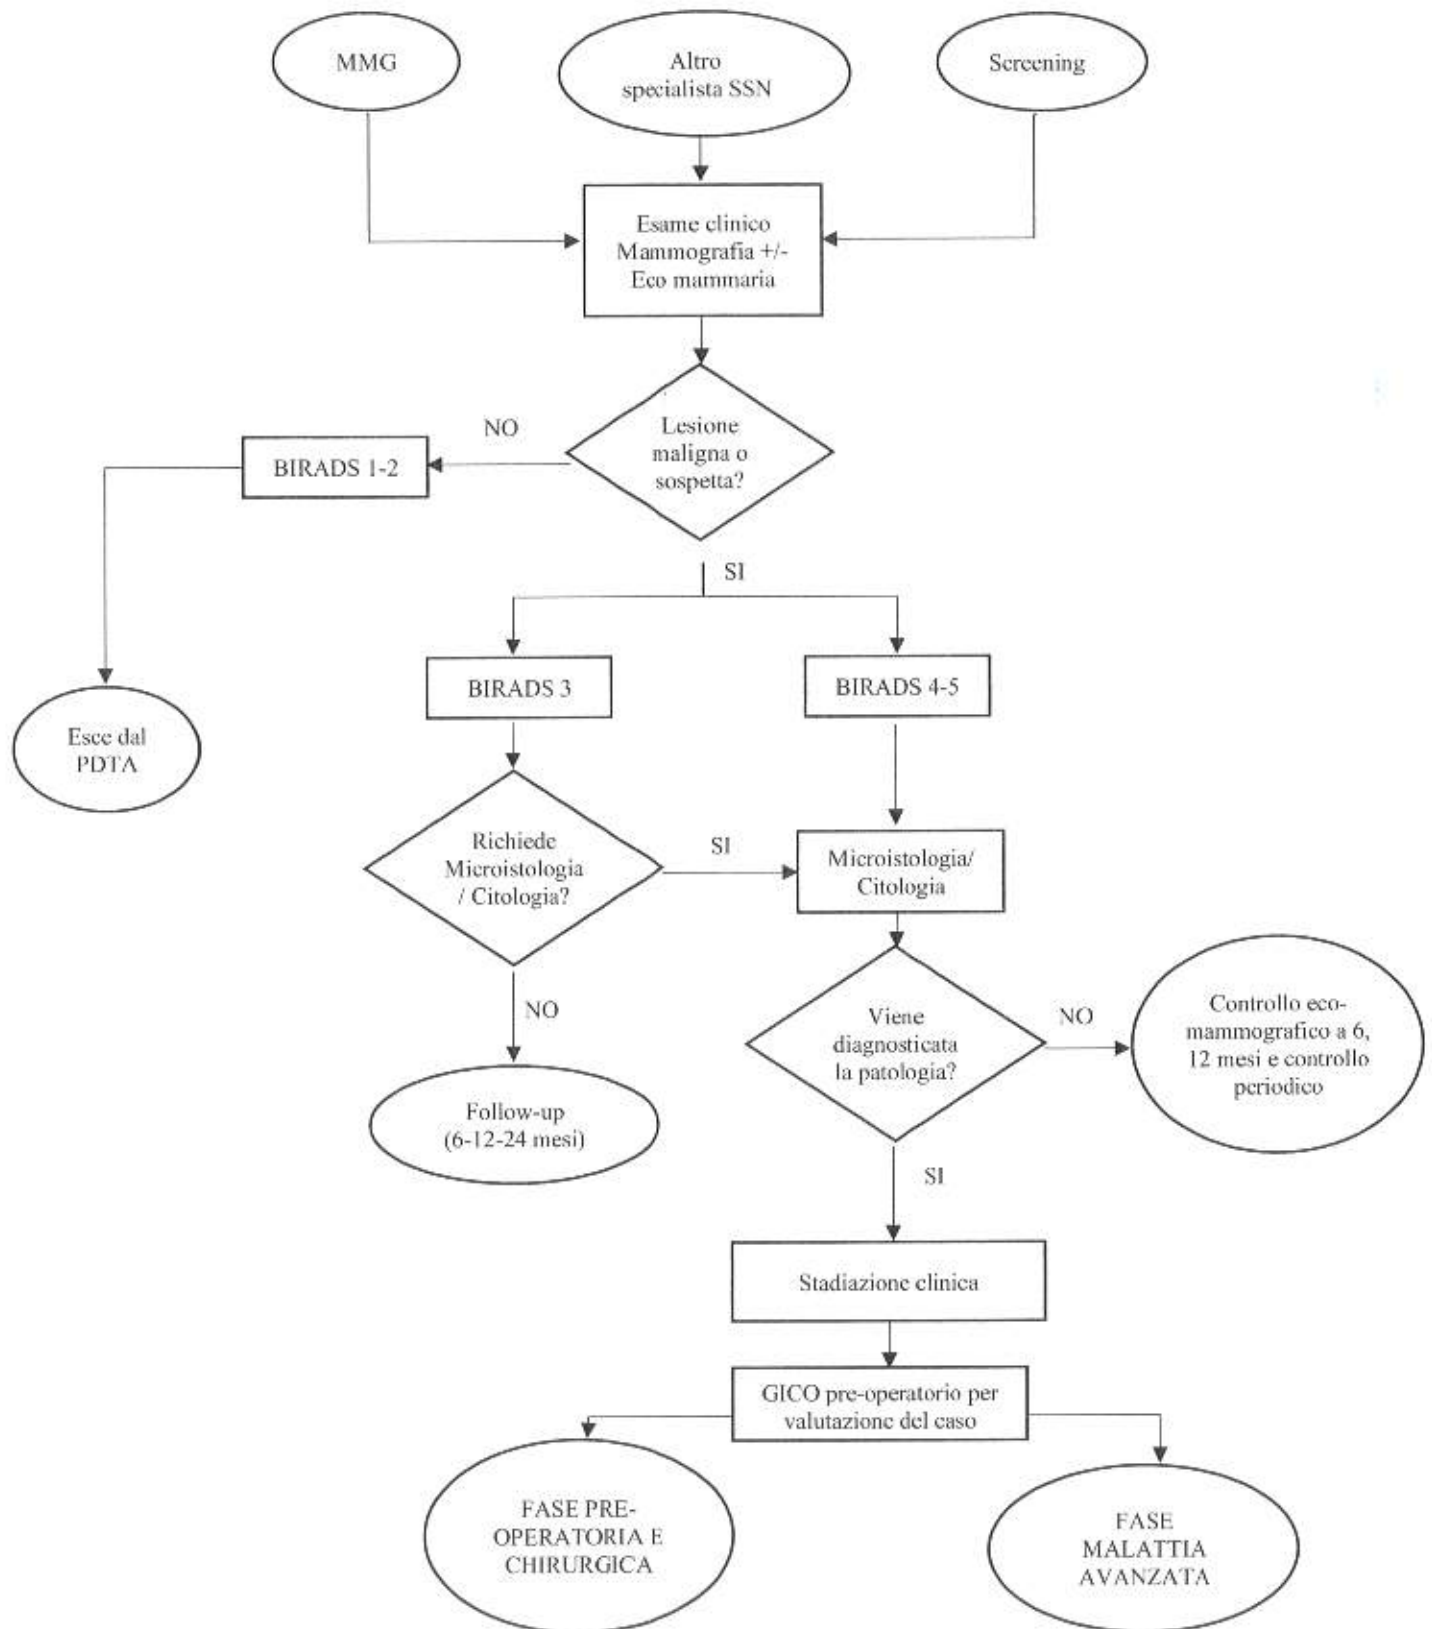 MMG
Altro
specialista SSN
Screening
Esame clinico
Mammografia +/-
Eco mammaria
Lesione
maligna o
sospetta?
NO
BIRADS 1-2
SI
BIRADS 3
BIRADS 4-5
Esce dal
PDTA
Richiede
Microistologia
/ Citologia?
SI
Microistologia/
Citologia
NO
Viene
diagnosticata
la patologia?
NO
Controllo eco-
mammografico a 6,
12 mesi e controllo
periodico
Follow-up
(6-12-24 mesi)
SI
Stadiazione clinica
GICO pre-operatorio per
valutazione del caso
FASE PRE-
OPERATORIA E
CHIRURGICA
FASE
MALATTIA
AVANZATA